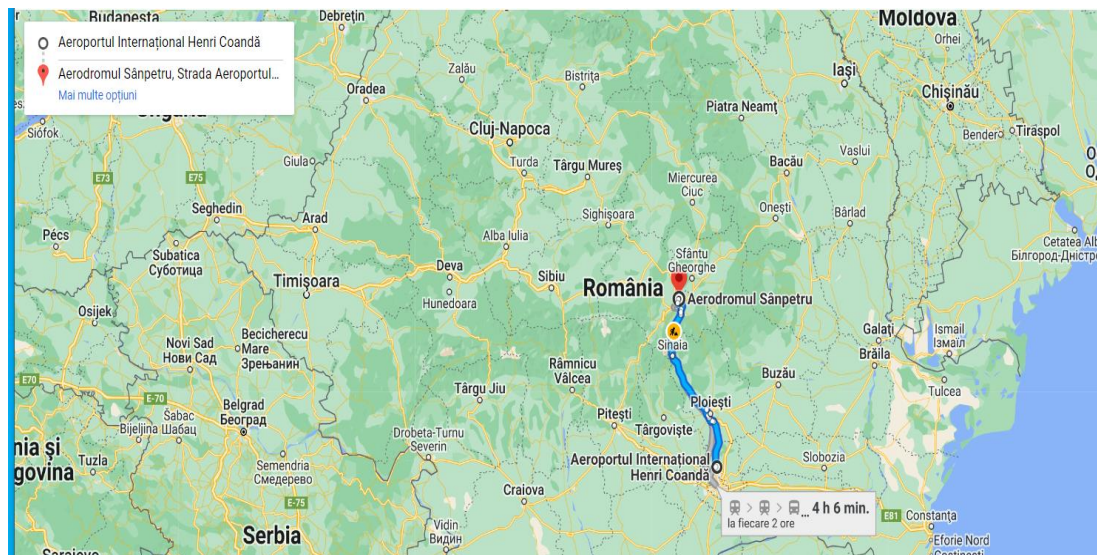 Aeroportul Internațional Henri Coandă
Aerodromul Sânpetru, Strada Aeroportul...
Mai multe opțiuni
Budapesta
Debrețin
Moldova
Orhei
Zalău
Bistrița
Iași
Chișinău
Oradea
Piatra Neamț
Siófok
Cluj-Napoca
Bender
Tiraspol
Giula
Turda
Târgu Mureș
Vaslui
E73
E75
Bacău
Miercurea
Ciuc
Seghedin
Arad
Sighișoara
Onești
Bârlad
Pécs
Alba Iulia
Cetatea Alb
Білгород-Дністро
Subatica
Суботица
Timișoara
Deva
Sibiu
Sfântu
Gheorghe
Hunedoara
România
Aerodromul Sânpetru
Osijek
Becicherecu
Mare
Зрењанин
Novi Sad
Нови Сад
Sinaia
Galați
Brăila
Ismail
Ізмаїл
E70
E-70
Râmnicu
Vâlcea
Buzău
Tulcea
Târgu Jiu
Ploiești
Belgrad
Београд
Pitești
Târgoviște
Bijeljina
Шабац
Šabac
Drobeta-Turnu
Severin
nia și
govina
Tuzla
Semendria
Смедерево
Aeroportul Internațional
Henri Coandă
Slobozia
E-75
Craiova
4 h 6 min.
la fiecare 2 ore
E81
Constanța
Serbia
Vidin
Видин
Eforie Nord